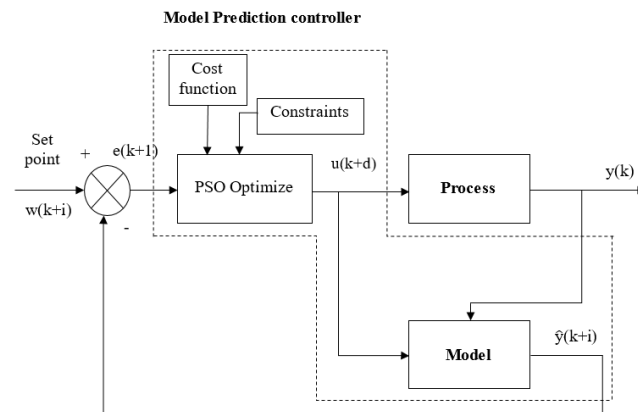 Model Prediction controller
Cost
function
Constraints
Set
point
+
e(k+1)
w(k+i)
-
PSO Optimize
u(k+d)
Process
y(k)
Model
ŷ(k+i)